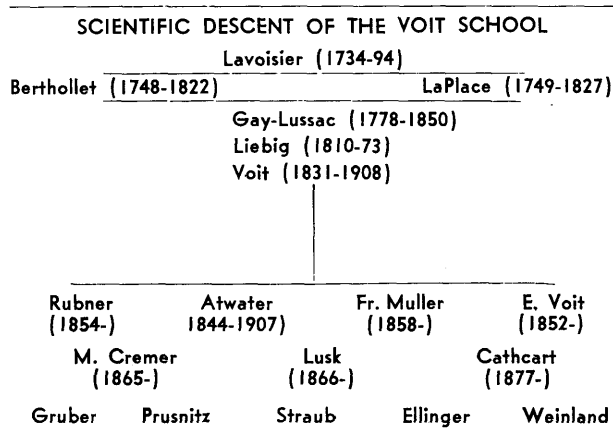 SCIENTIFIC DESCENT OF THE VOIT SCHOOL
Lavoisier (1734-94)
Berthollet (1748-1822) LaPlace (1749-1827)
Gay-Lussac (1778-1850)
Liebig (1810-73)
Voit (1831-1908)
Rubner Atwater Fr. Muller E. Voit
(1854-) 1844-1907) (1858-) (1852-)
M. Cremer Lusk Cathcart
(1865-) (1866-) (1877-)
Gruber Prusnitz Straub Ellinger Weinland